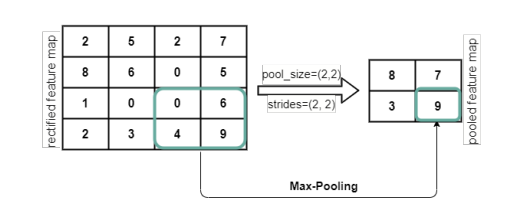 rectified feature map
2 5 2 7
8 6 0 5
1 0 0 6
2 3 4 9
pool_size=(2,2)
strides=(2, 2)
8 7
3 9
pooled feature map
Max-Pooling